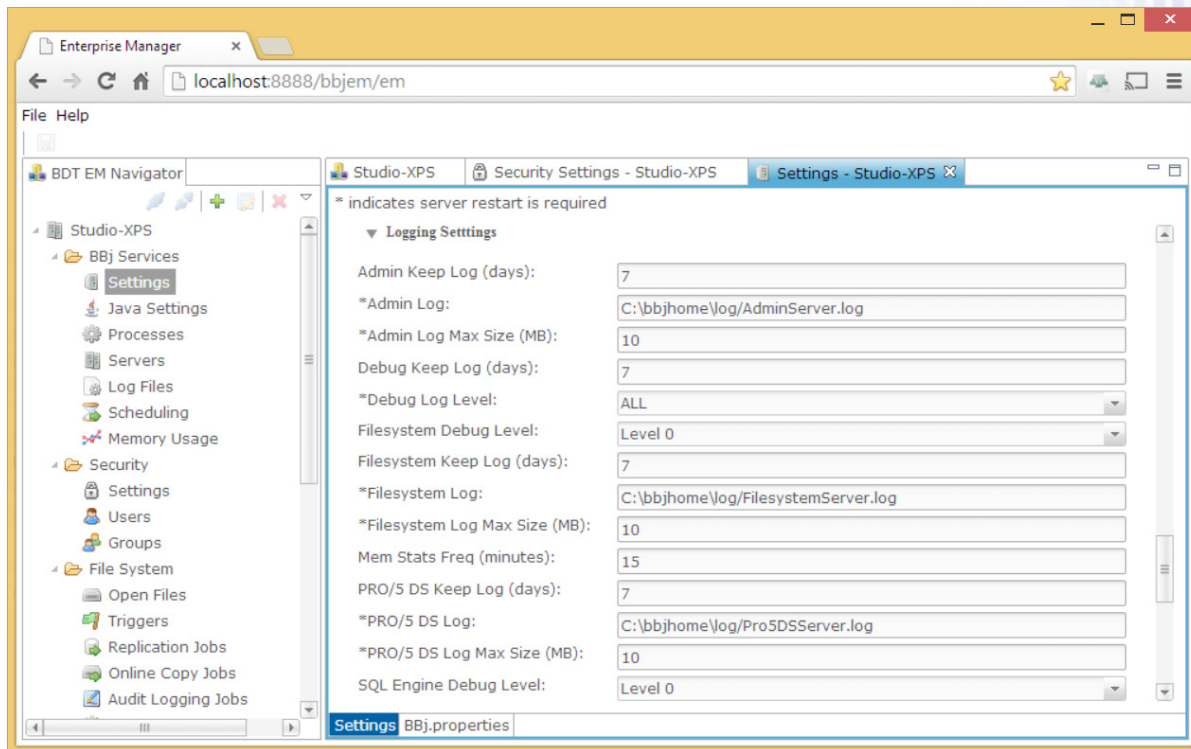 Enterprise Manager
localhost:8888/bbjem/em
File Help
BDT EM Navigator
Studio-XPS
BBj Services
Settings
Java Settings
Processes
Servers
Log Files
Scheduling
Memory Usage
Security
Settings
Users
Groups
File System
Open Files
Triggers
Replication Jobs
Online Copy Jobs
Audit Logging Jobs
Studio-XPS Security Settings - Studio-XPS Settings - Studio-XPS
* indicates server restart is required
Logging Setttings
Admin Keep Log (days): 7
*Admin Log: C:\bbjhome\log/AdminServer.log
*Admin Log Max Size (MB): 10
Debug Keep Log (days): 7
*Debug Log Level: ALL
Filesystem Debug Level: Level 0
Filesystem Keep Log (days): 7
*Filesystem Log: C:\bbjhome\log/FilesystemServer.log
*Filesystem Log Max Size (MB): 10
Mem Stats Freq (minutes): 15
PRO/5 DS Keep Log (days): 7
*PRO/5 DS Log: C:\bbjhome\log/Pro5DSServer.log
*PRO/5 DS Log Max Size (MB): 10
SQL Engine Debug Level: Level 0
Settings BBj.properties